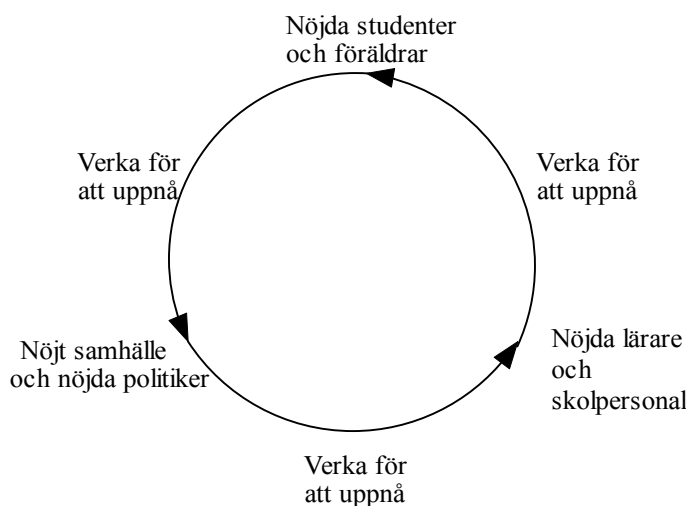 Nöjda studenter
och föräldrar
Verka för
att uppnå
Verka för
att uppnå
Nöjt samhälle
och nöjda politiker
Nöjda lärare
och
skolpersonal
Verka för
att uppnå